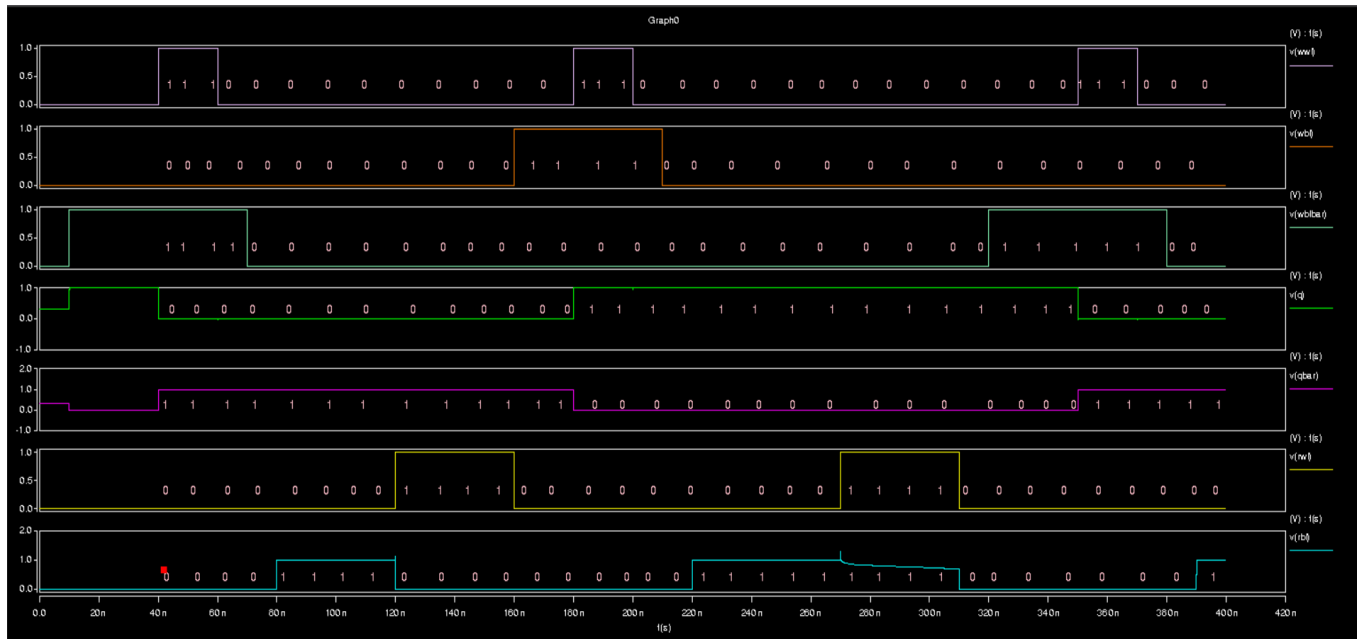 Graph0
(V) : t(s)
v(wwl)
1.0
0.5
0.0
1 1 1 0 0 0 0 0 0 0 0 0 1 1 1 0 0 0 0 0 0 0 0 0 0 0 1 1 1 0 0 0
(V) : t(s)
v(wbl)
1.0
0.5
0.0
0 0 0 0 0 0 0 0 0 0 0 0 1 1 1 1 0 0 0 0 0 0 0 0 0 0 0 0 0
(V) : t(s)
v(wblbar)
1.0
0.5
0.0
1 1 1 1 0 0 0 0 0 0 0 0 0 0 0 0 0 0 0 0 0 0 0 1 1 1 1 1 0 0
(V) : t(s)
v(q)
1.0
0.0
-1.0
0 0 0 0 0 0 0 0 0 0 0 0 1 1 1 1 1 1 1 1 1 1 1 1 1 1 0 0 0 0 0
(V) : t(s)
v(qbar)
2.0
1.0
0.0
-1.0
1 1 1 1 1 1 1 1 1 1 1 1 1 0 0 0 0 0 0 0 0 0 0 0 0 0 0 1 1 1 1 1
(V) : t(s)
v(rwl)
1.0
0.5
0.0
0 0 0 0 0 0 0 0 1 1 1 1 0 0 0 0 0 0 0 0 0 0 1 1 1 1 0 0 0 0 0 0 0 0 0
(V) : t(s)
v(rbl)
2.0
1.0
0.0
0 0 0 0 1 1 1 1 0 0 0 0 0 0 0 0 0 0 1 1 1 1 1 1 1 1 1 0 0 0 0 0 0 0 1
0.0 20n 40n 60n 80n 100n 120n 140n 160n 180n 200n 220n 240n 260n 280n 300n 320n 340n 360n 380n 400n 420n
t(s)